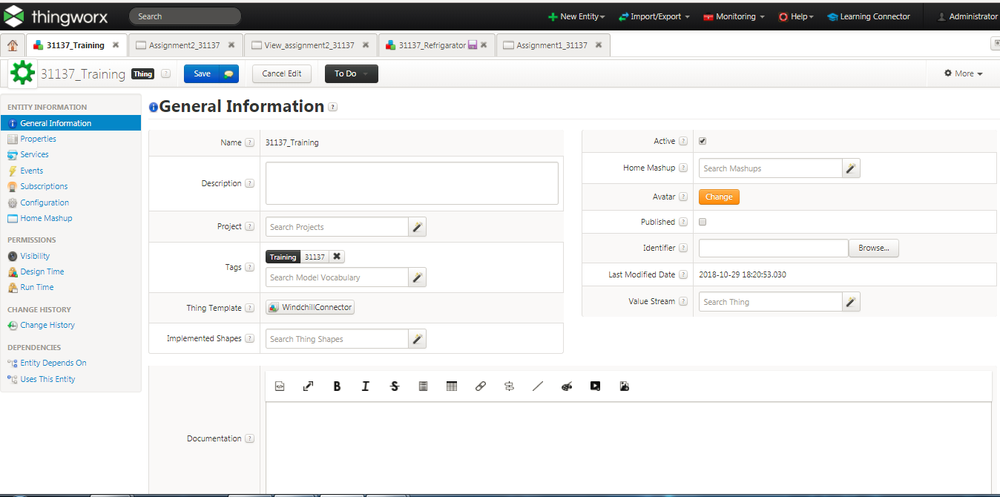 thingworx Search New Entity Import/Export Monitoring Help Learning Connector Administrator
31137_Training Assignment2_31137 View_assignment2_31137 31137_Refrigarator Assignment1_31137
31137_Training Thing ? Save Cancel Edit To Do More
ENTITY INFORMATION
General Information
Properties
Services
Events
Subscriptions
Configuration
Home Mashup
PERMISSIONS
Visibility
Design Time
Run Time
CHANGE HISTORY
Change History
DEPENDENCIES
Entity Depends On
Uses This Entity
General Information ?
Name ? 31137_Training
Description ?
Project ? Search Projects
Tags ? Training 31137
Search Model Vocabulary
Thing Template ? WindchillConnector
Implemented Shapes ? Search Thing Shapes
Active ?
Home Mashup ? Search Mashups
Avatar ? Change
Published ?
Identifier ? Browse...
Last Modified Date ? 2018-10-29 18:20:53.030
Value Stream ? Search Thing
B I S
Documentation ?